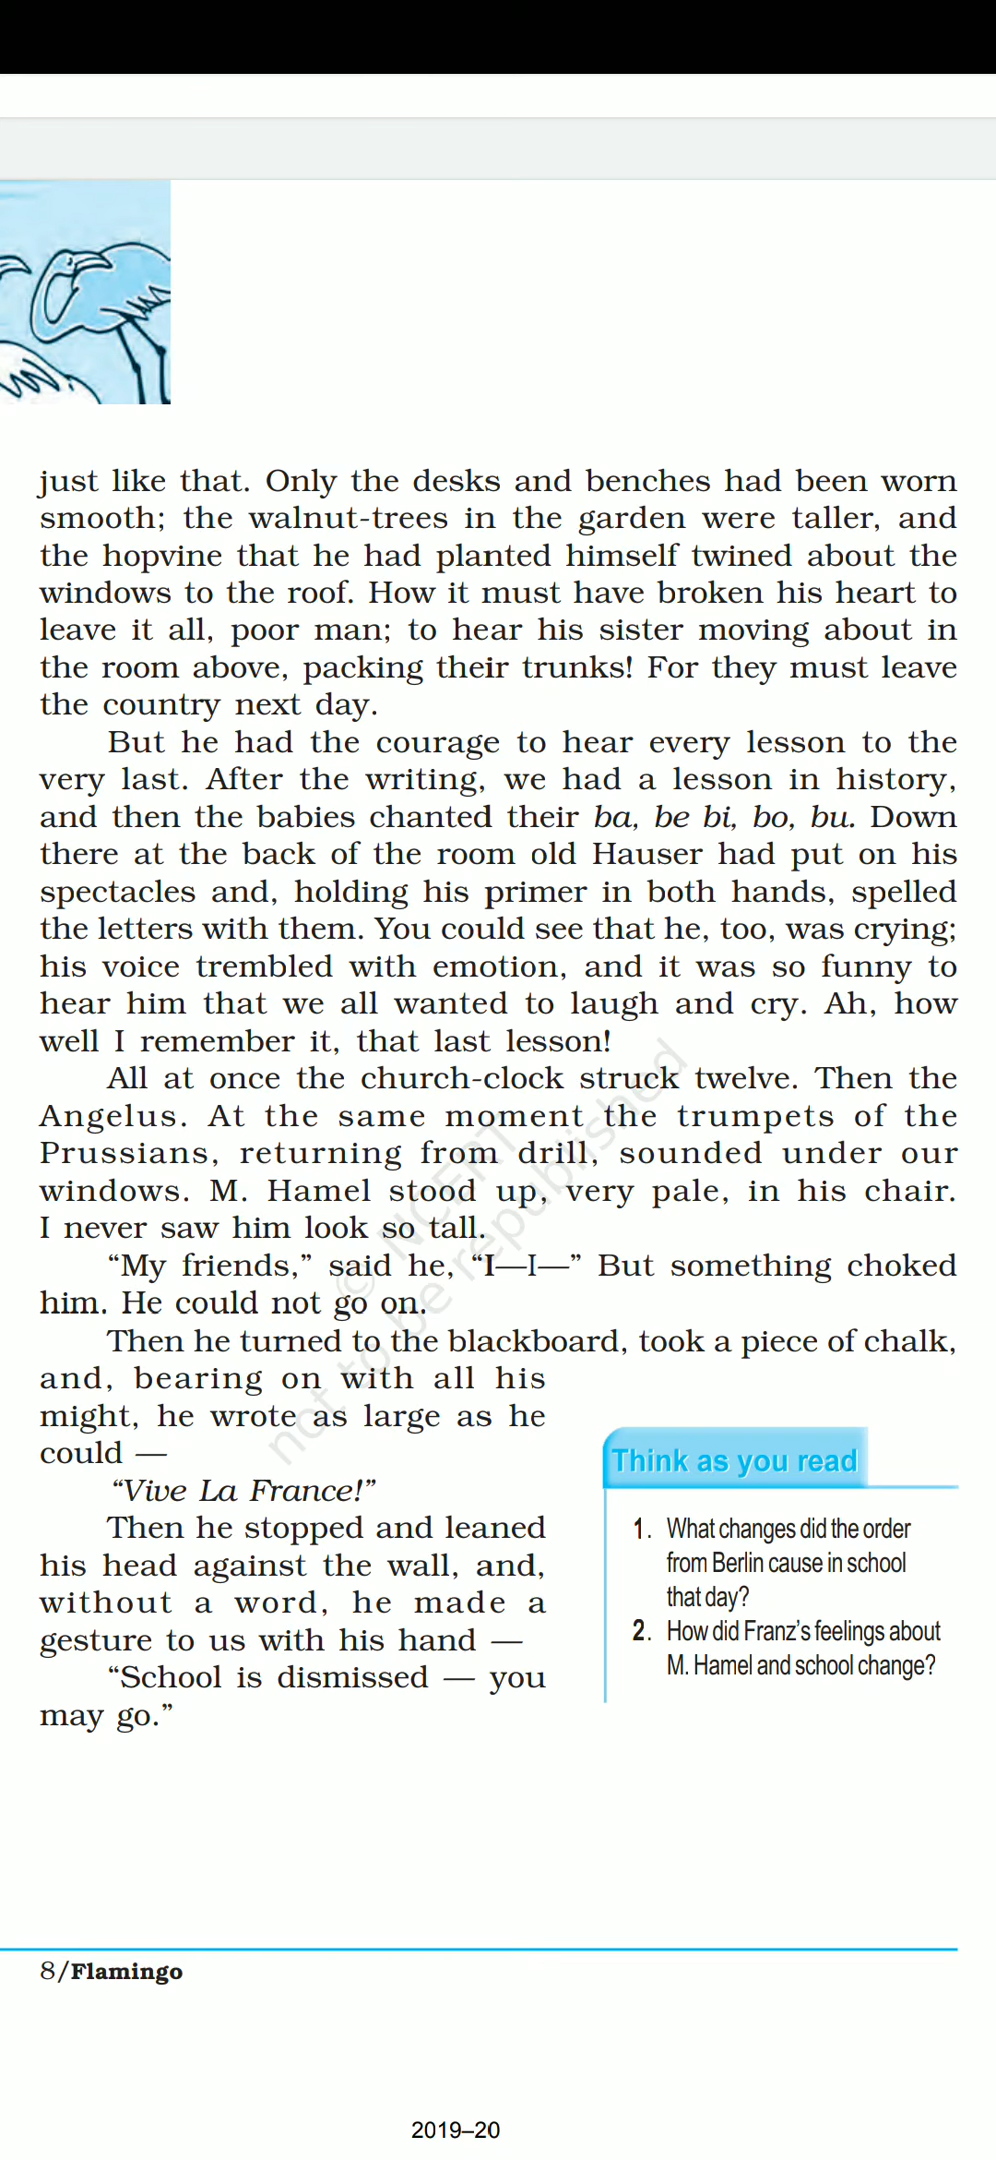 just like that. Only the desks and benches had been worn
smooth; the walnut-trees in the garden were taller, and
the hopvine that he had planted himself twined about the
windows to the roof. How it must have broken his heart to
leave it all, poor man; to hear his sister moving about in
the room above, packing their trunks! For they must leave
the country next day.
But he had the courage to hear every lesson to the
very last. After the writing, we had a lesson in history,
and then the babies chanted their ba, be bi, bo, bu. Down
there at the back of the room old Hauser had put on his
spectacles and, holding his primer in both hands, spelled
the letters with them. You could see that he, too, was crying;
his voice trembled with emotion, and it was so funny to
hear him that we all wanted to laugh and cry. Ah, how
well I remember it, that last lesson!
All at once the church-clock struck twelve. Then the
Angelus. At the same moment the trumpets of the
Prussians, returning from drill, sounded under our
windows. M. Hamel stood up, very pale, in his chair.
I never saw him look so tall.
“My friends,” said he, “I—I—” But something choked
him. He could not go on.
Then he turned to the blackboard, took a piece of chalk,
and, bearing on with all his
might, he wrote as large as he
could —
“Vive La France!”
Then he stopped and leaned
his head against the wall, and,
without a word, he made a
gesture to us with his hand —
“School is dismissed — you
may go.”
Think as you read
1. What changes did the order
from Berlin cause in school
that day?
2. How did Franz’s feelings about
M. Hamel and school change?
© NCERT
not to be republished
8/Flamingo
2019–20